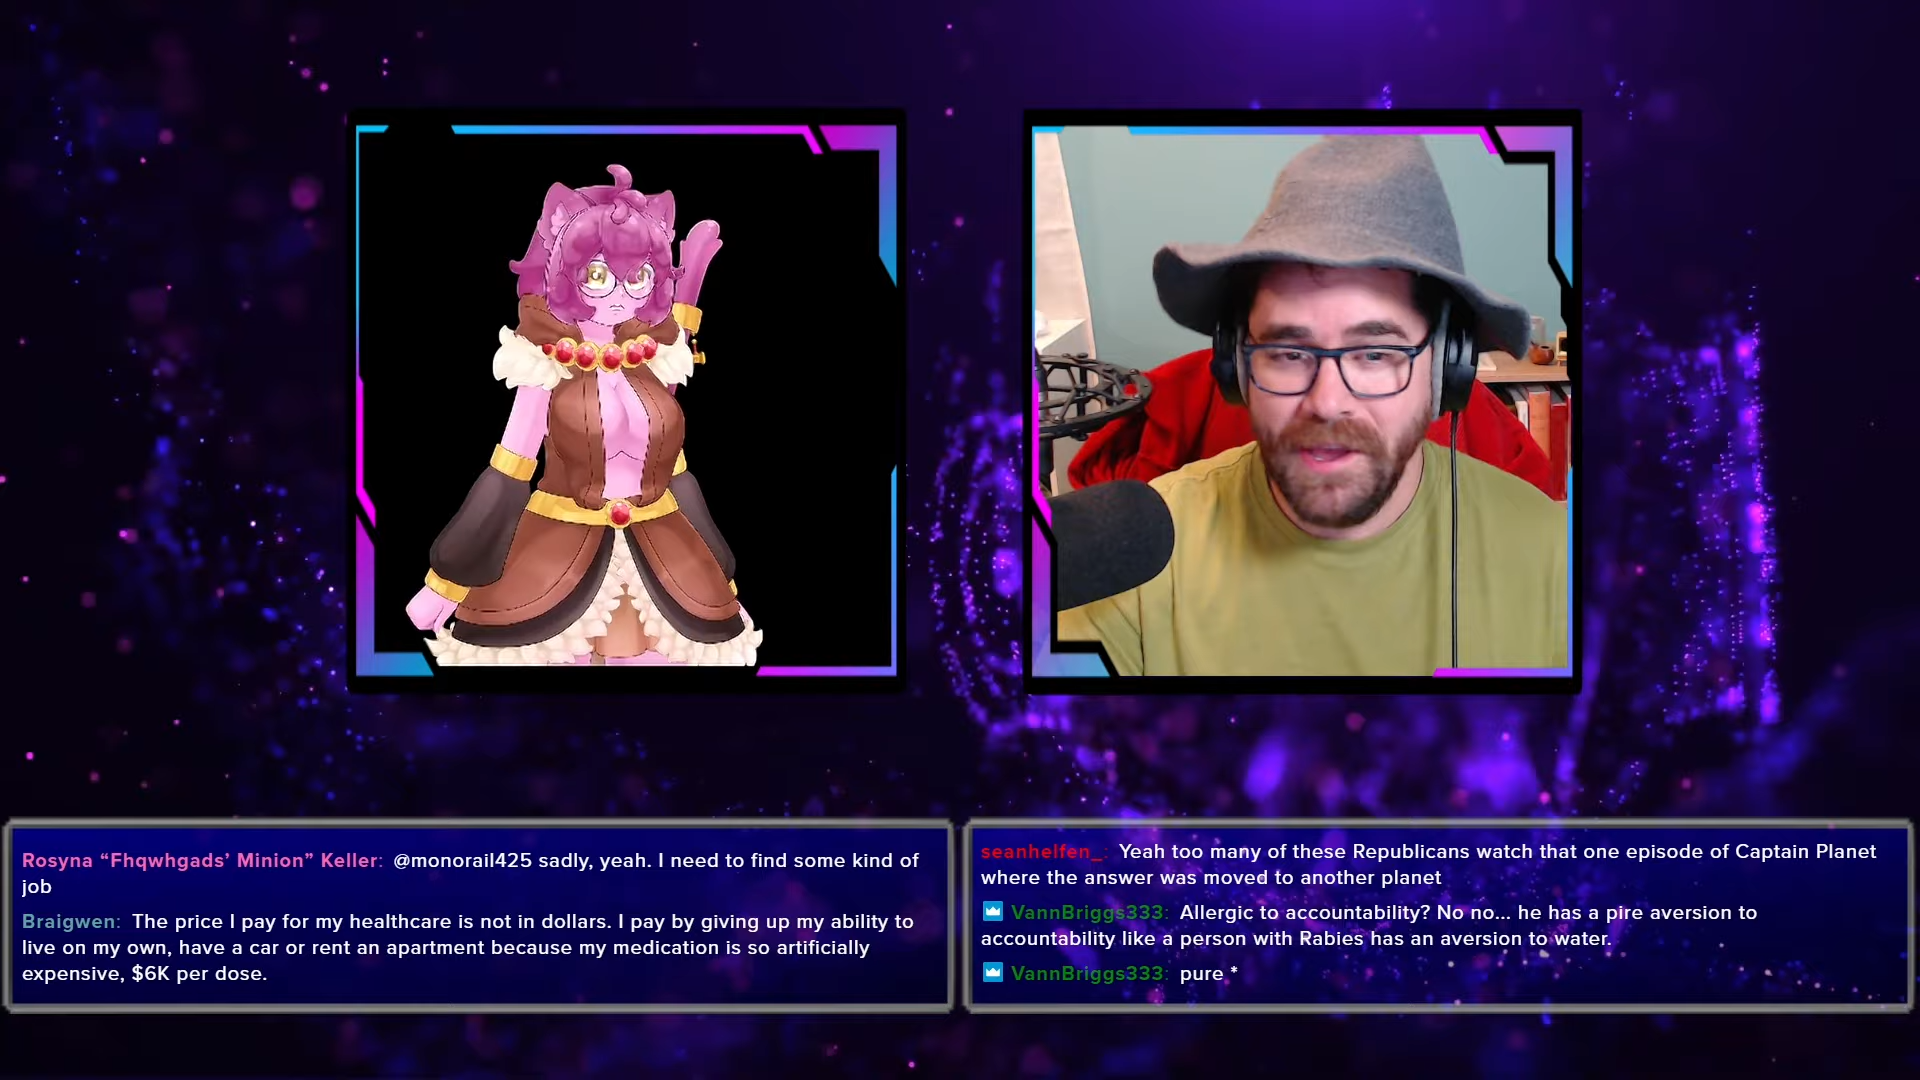 Rosyna “Fhqwhgads’ Minion” Keller: @monorail425 sadly, yeah. I need to find some kind of
job
Braigwen: The price I pay for my healthcare is not in dollars. I pay by giving up my ability to
live on my own, have a car or rent an apartment because my medication is so artificially
expensive, $6K per dose.
seanhelfen_: Yeah too many of these Republicans watch that one episode of Captain Planet
where the answer was moved to another planet
VannBriggs333: Allergic to accountability? No no... he has a pire aversion to
accountability like a person with Rabies has an aversion to water.
VannBriggs333: pure *